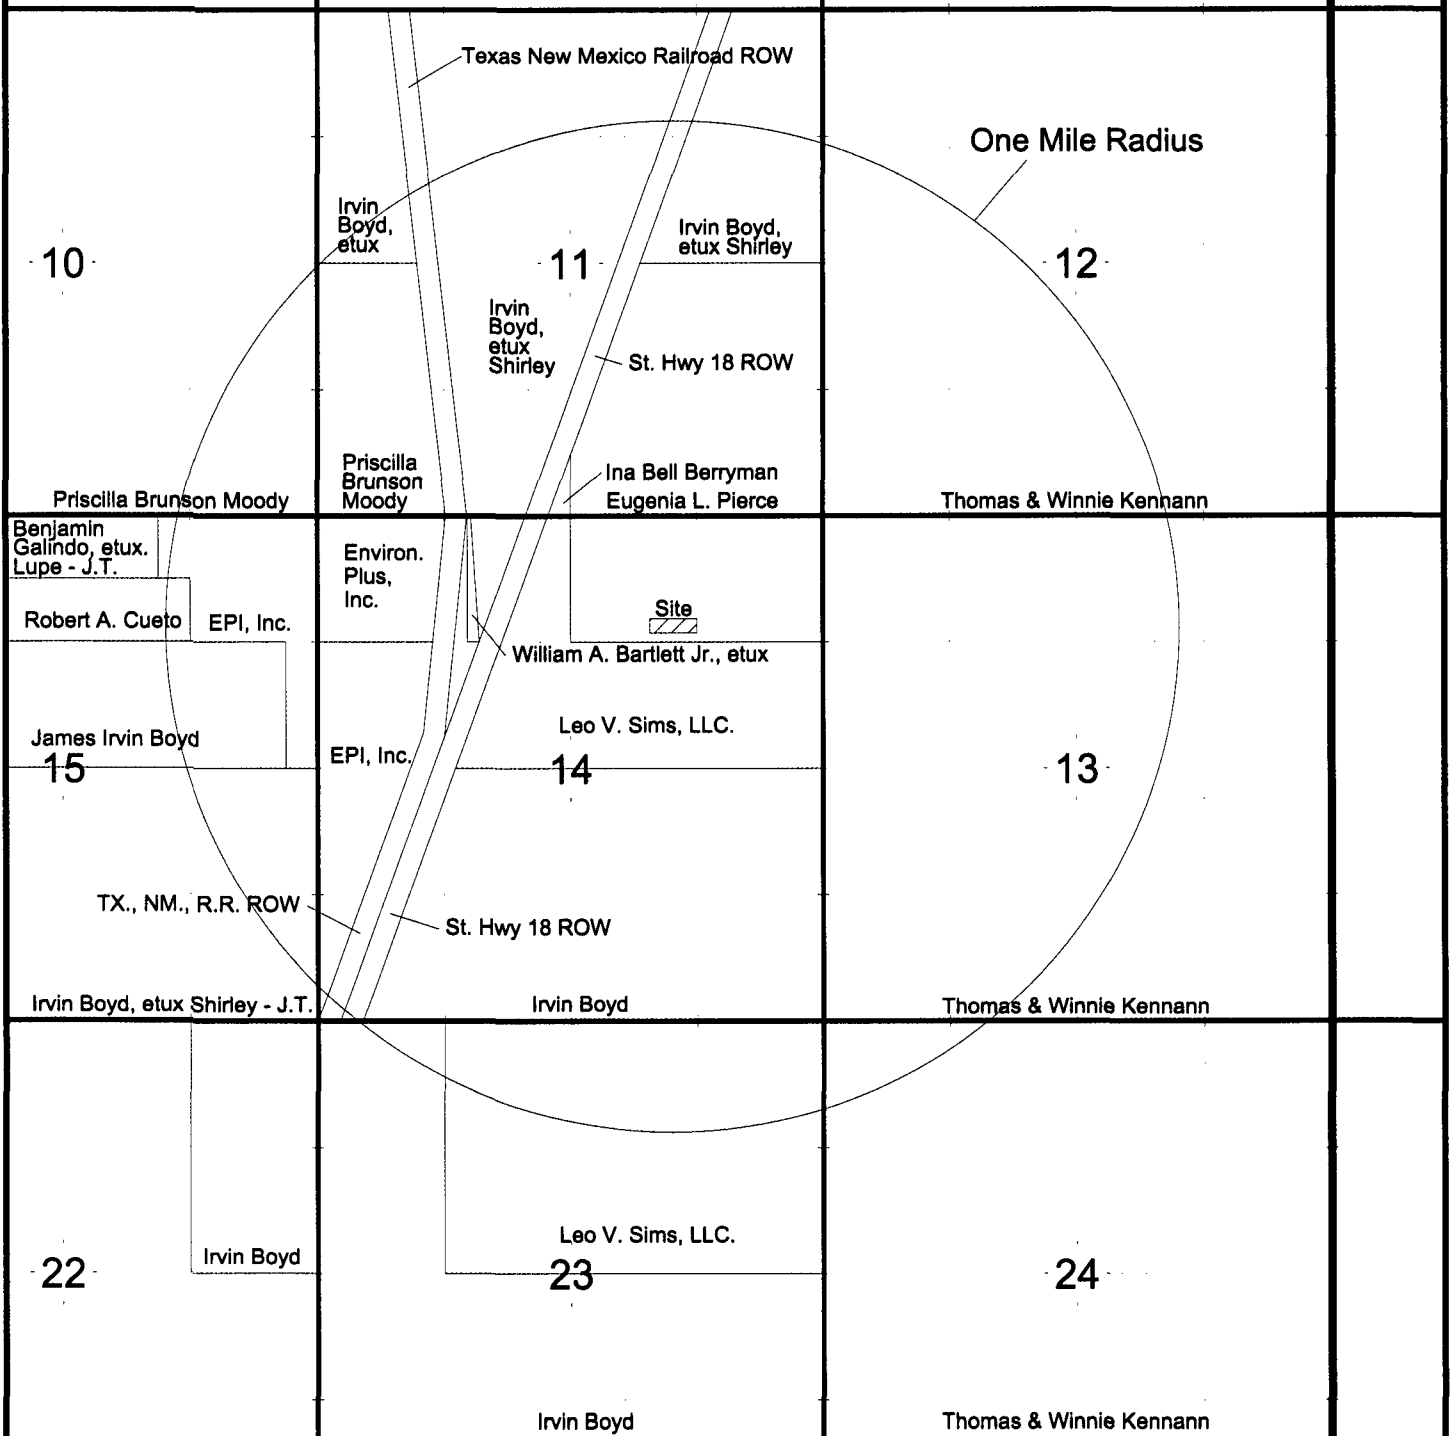 Texas New Mexico Railroad ROW
One Mile Radius
Irvin
Boyd,
etux
Irvin Boyd,
etux Shirley
10
11
12
Irvin
Boyd,
etux
Shirley
St. Hwy 18 ROW
Priscilla
Brunson
Moody
Ina Bell Berryman
Eugenia L. Pierce
Priscilla Brunson Moody
Thomas & Winnie Kennann
Benjamin
Galindo, etux.
Lupe - J.T.
Environ.
Plus,
Inc.
Site
Robert A. Cueto
EPI, Inc.
William A. Bartlett Jr., etux
James Irvin Boyd
Leo V. Sims, LLC.
EPI, Inc.
15
14
13
TX., NM., R.R. ROW
St. Hwy 18 ROW
Irvin Boyd, etux Shirley - J.T.
Irvin Boyd
Thomas & Winnie Kennann
Leo V. Sims, LLC.
Irvin Boyd
22
23
24
Irvin Boyd
Thomas & Winnie Kennann